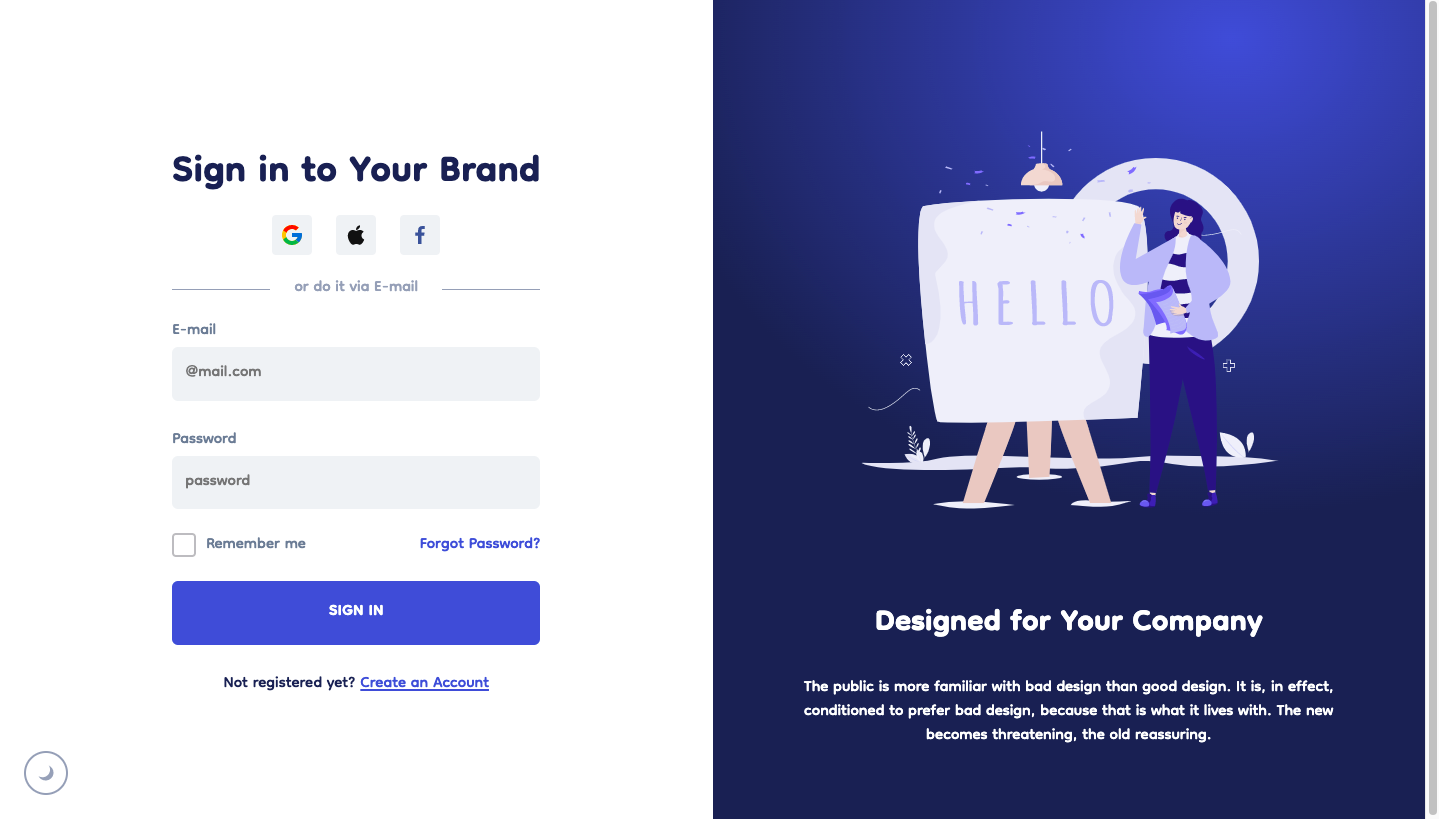 Sign in to Your Brand
or do it via E-mail
E-mail
@mail.com
Password
password
Remember me
Forgot Password?
SIGN IN
Not registered yet? Create an Account
HELLO
Designed for Your Company
The public is more familiar with bad design than good design. It is, in effect,
conditioned to prefer bad design, because that is what it lives with. The new
becomes threatening, the old reassuring.